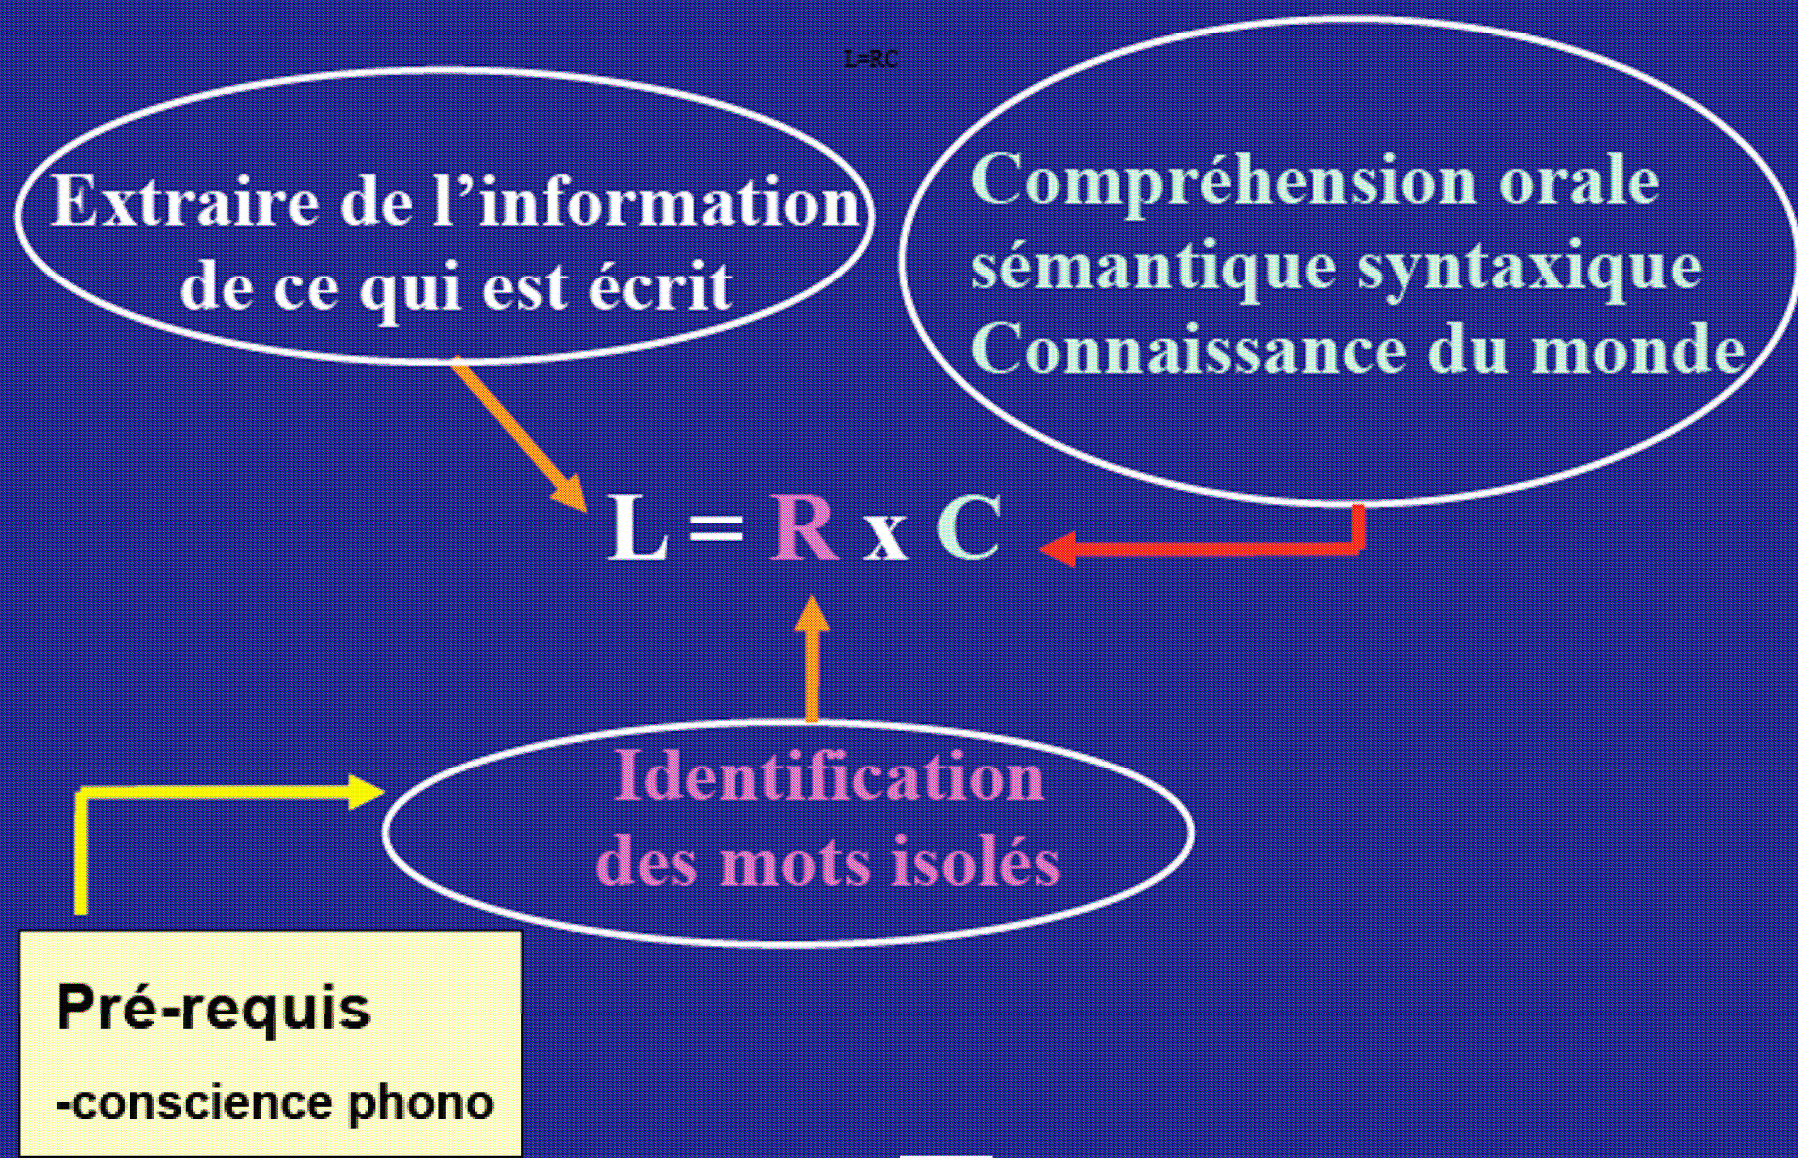 L=RC
Extraire de l’information
de ce qui est écrit
Compréhension orale
sémantique syntaxique
Connaissance du monde
L = R x C
Identification
des mots isolés
Pré-requis
-conscience phono